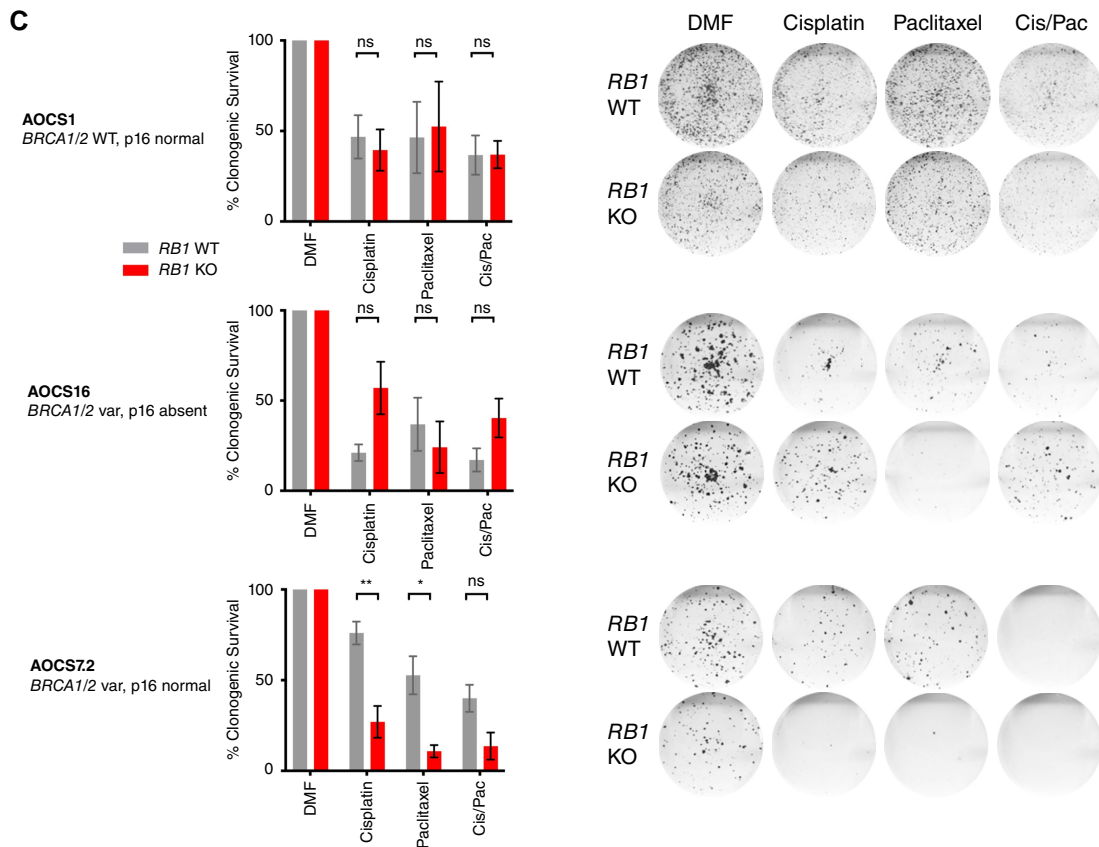 C
DMF Cisplatin Paclitaxel Cis/Pac
AOCS1
BRCA1/2 WT, p16 normal
% Clonogenic Survival
100
50
0
ns ns ns
DMF
Cisplatin
Paclitaxel
Cis/Pac
RB1
WT
RB1
KO
RB1 WT
RB1 KO
AOCS16
BRCA1/2 var, p16 absent
% Clonogenic Survival
100
50
0
ns ns ns
DMF
Cisplatin
Paclitaxel
Cis/Pac
RB1
WT
RB1
KO
AOCS7.2
BRCA1/2 var, p16 normal
% Clonogenic Survival
100
50
0
** * ns
DMF
Cisplatin
Paclitaxel
Cis/Pac
RB1
WT
RB1
KO